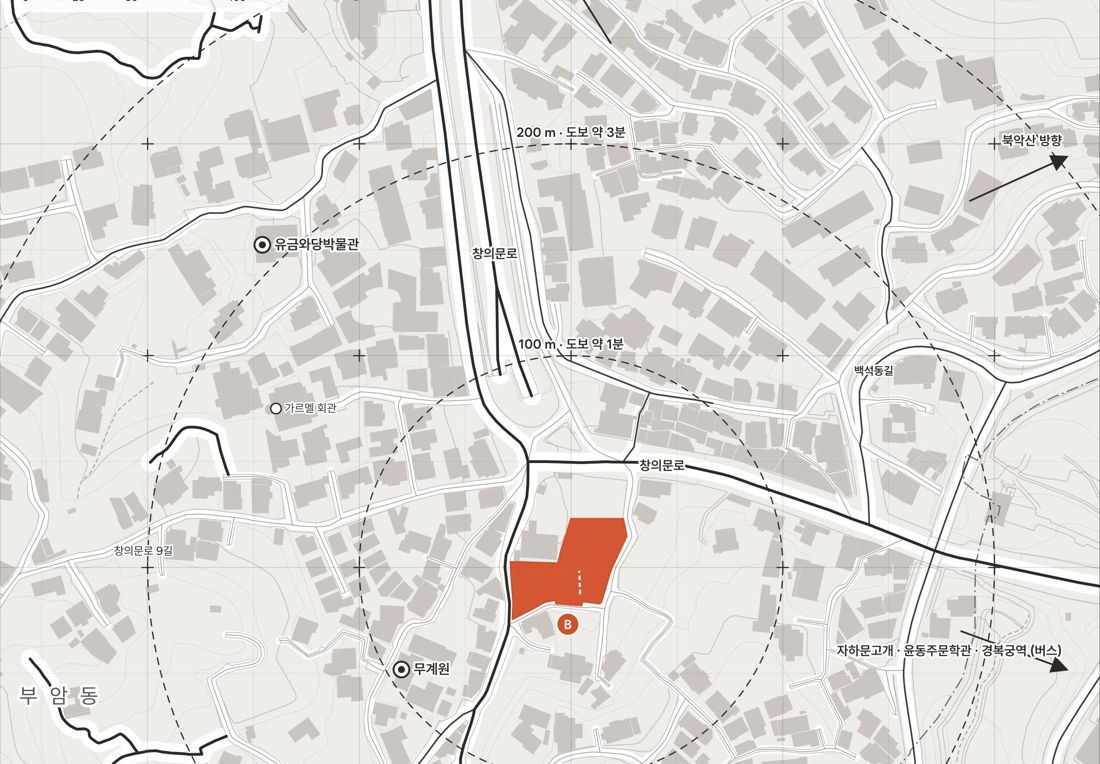 200 m · 도보 약 3분
북악산 방향
유금와당박물관
창의문로
100 m · 도보 약 1분
백석동길
가르멜 회관
창의문로
창의문로 9길
B
자하문고개 · 윤동주문학관 · 경복궁역 (버스)
무계원
부암동